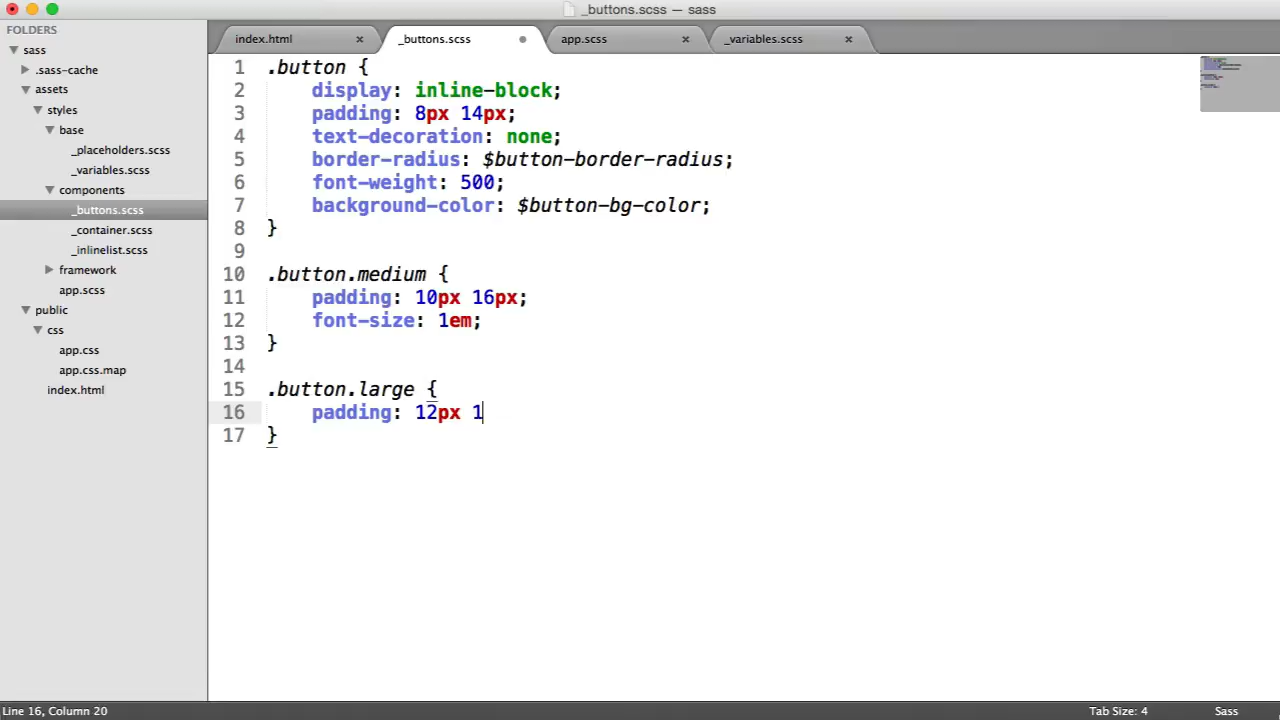 _buttons.scss — sass
FOLDERS
sass
.sass-cache
assets
styles
base
_placeholders.scss
_variables.scss
components
_buttons.scss
_container.scss
_inlinelist.scss
framework
app.scss
public
css
app.css
app.css.map
index.html
index.html × _buttons.scss app.scss × _variables.scss ×
1 .button {
2 display: inline-block;
3 padding: 8px 14px;
4 text-decoration: none;
5 border-radius: $button-border-radius;
6 font-weight: 500;
7 background-color: $button-bg-color;
8 }
9
10 .button.medium {
11 padding: 10px 16px;
12 font-size: 1em;
13 }
14
15 .button.large {
16 padding: 12px 1
17 }
Line 16, Column 20 Tab Size: 4 Sass